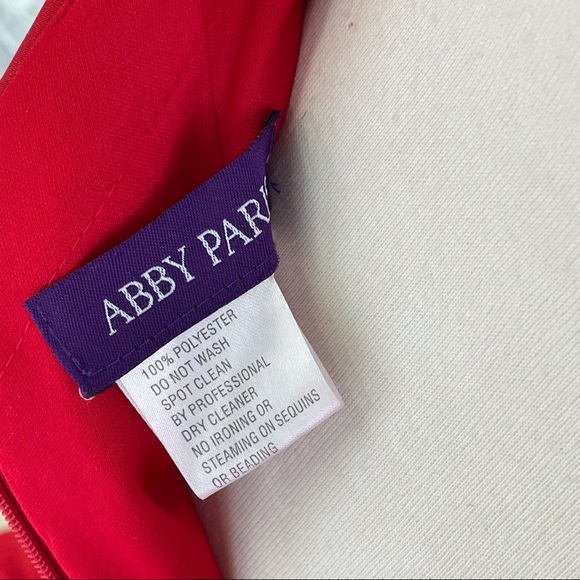 ABBY PAR
100% POLYESTER
DO NOT WASH
SPOT CLEAN
BY PROFESSIONAL
DRY CLEANER
NO IRONING OR
STEAMING ON SEQUINS
OR BEADING